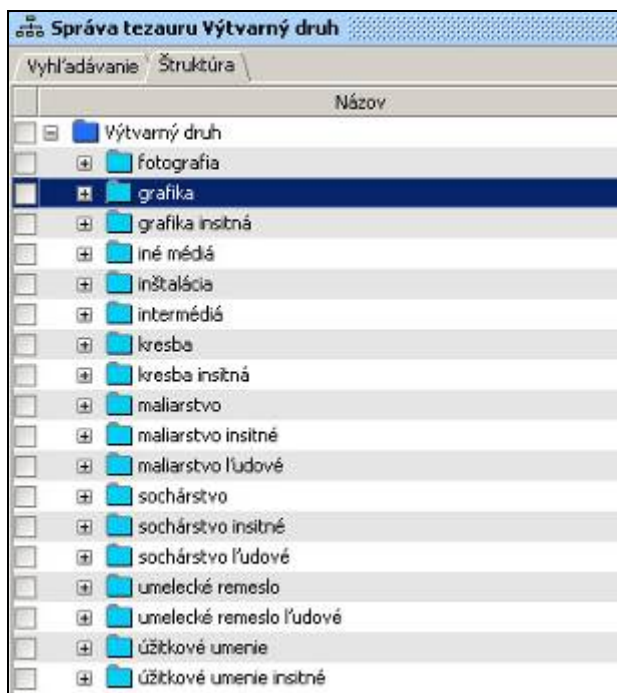 Správa tezauru Výtvarný druh
Vyhľadávanie Štruktúra
Názov
Výtvarný druh
fotografia
grafika
grafika insitná
iné médiá
inštalácia
intermédiá
kresba
kresba insitná
maliarstvo
maliarstvo insitné
maliarstvo ľudové
sochárstvo
sochárstvo insitné
sochárstvo ľudové
umelecké remeslo
umelecké remeslo ľudové
úžitkové umenie
úžitkové umenie insitné